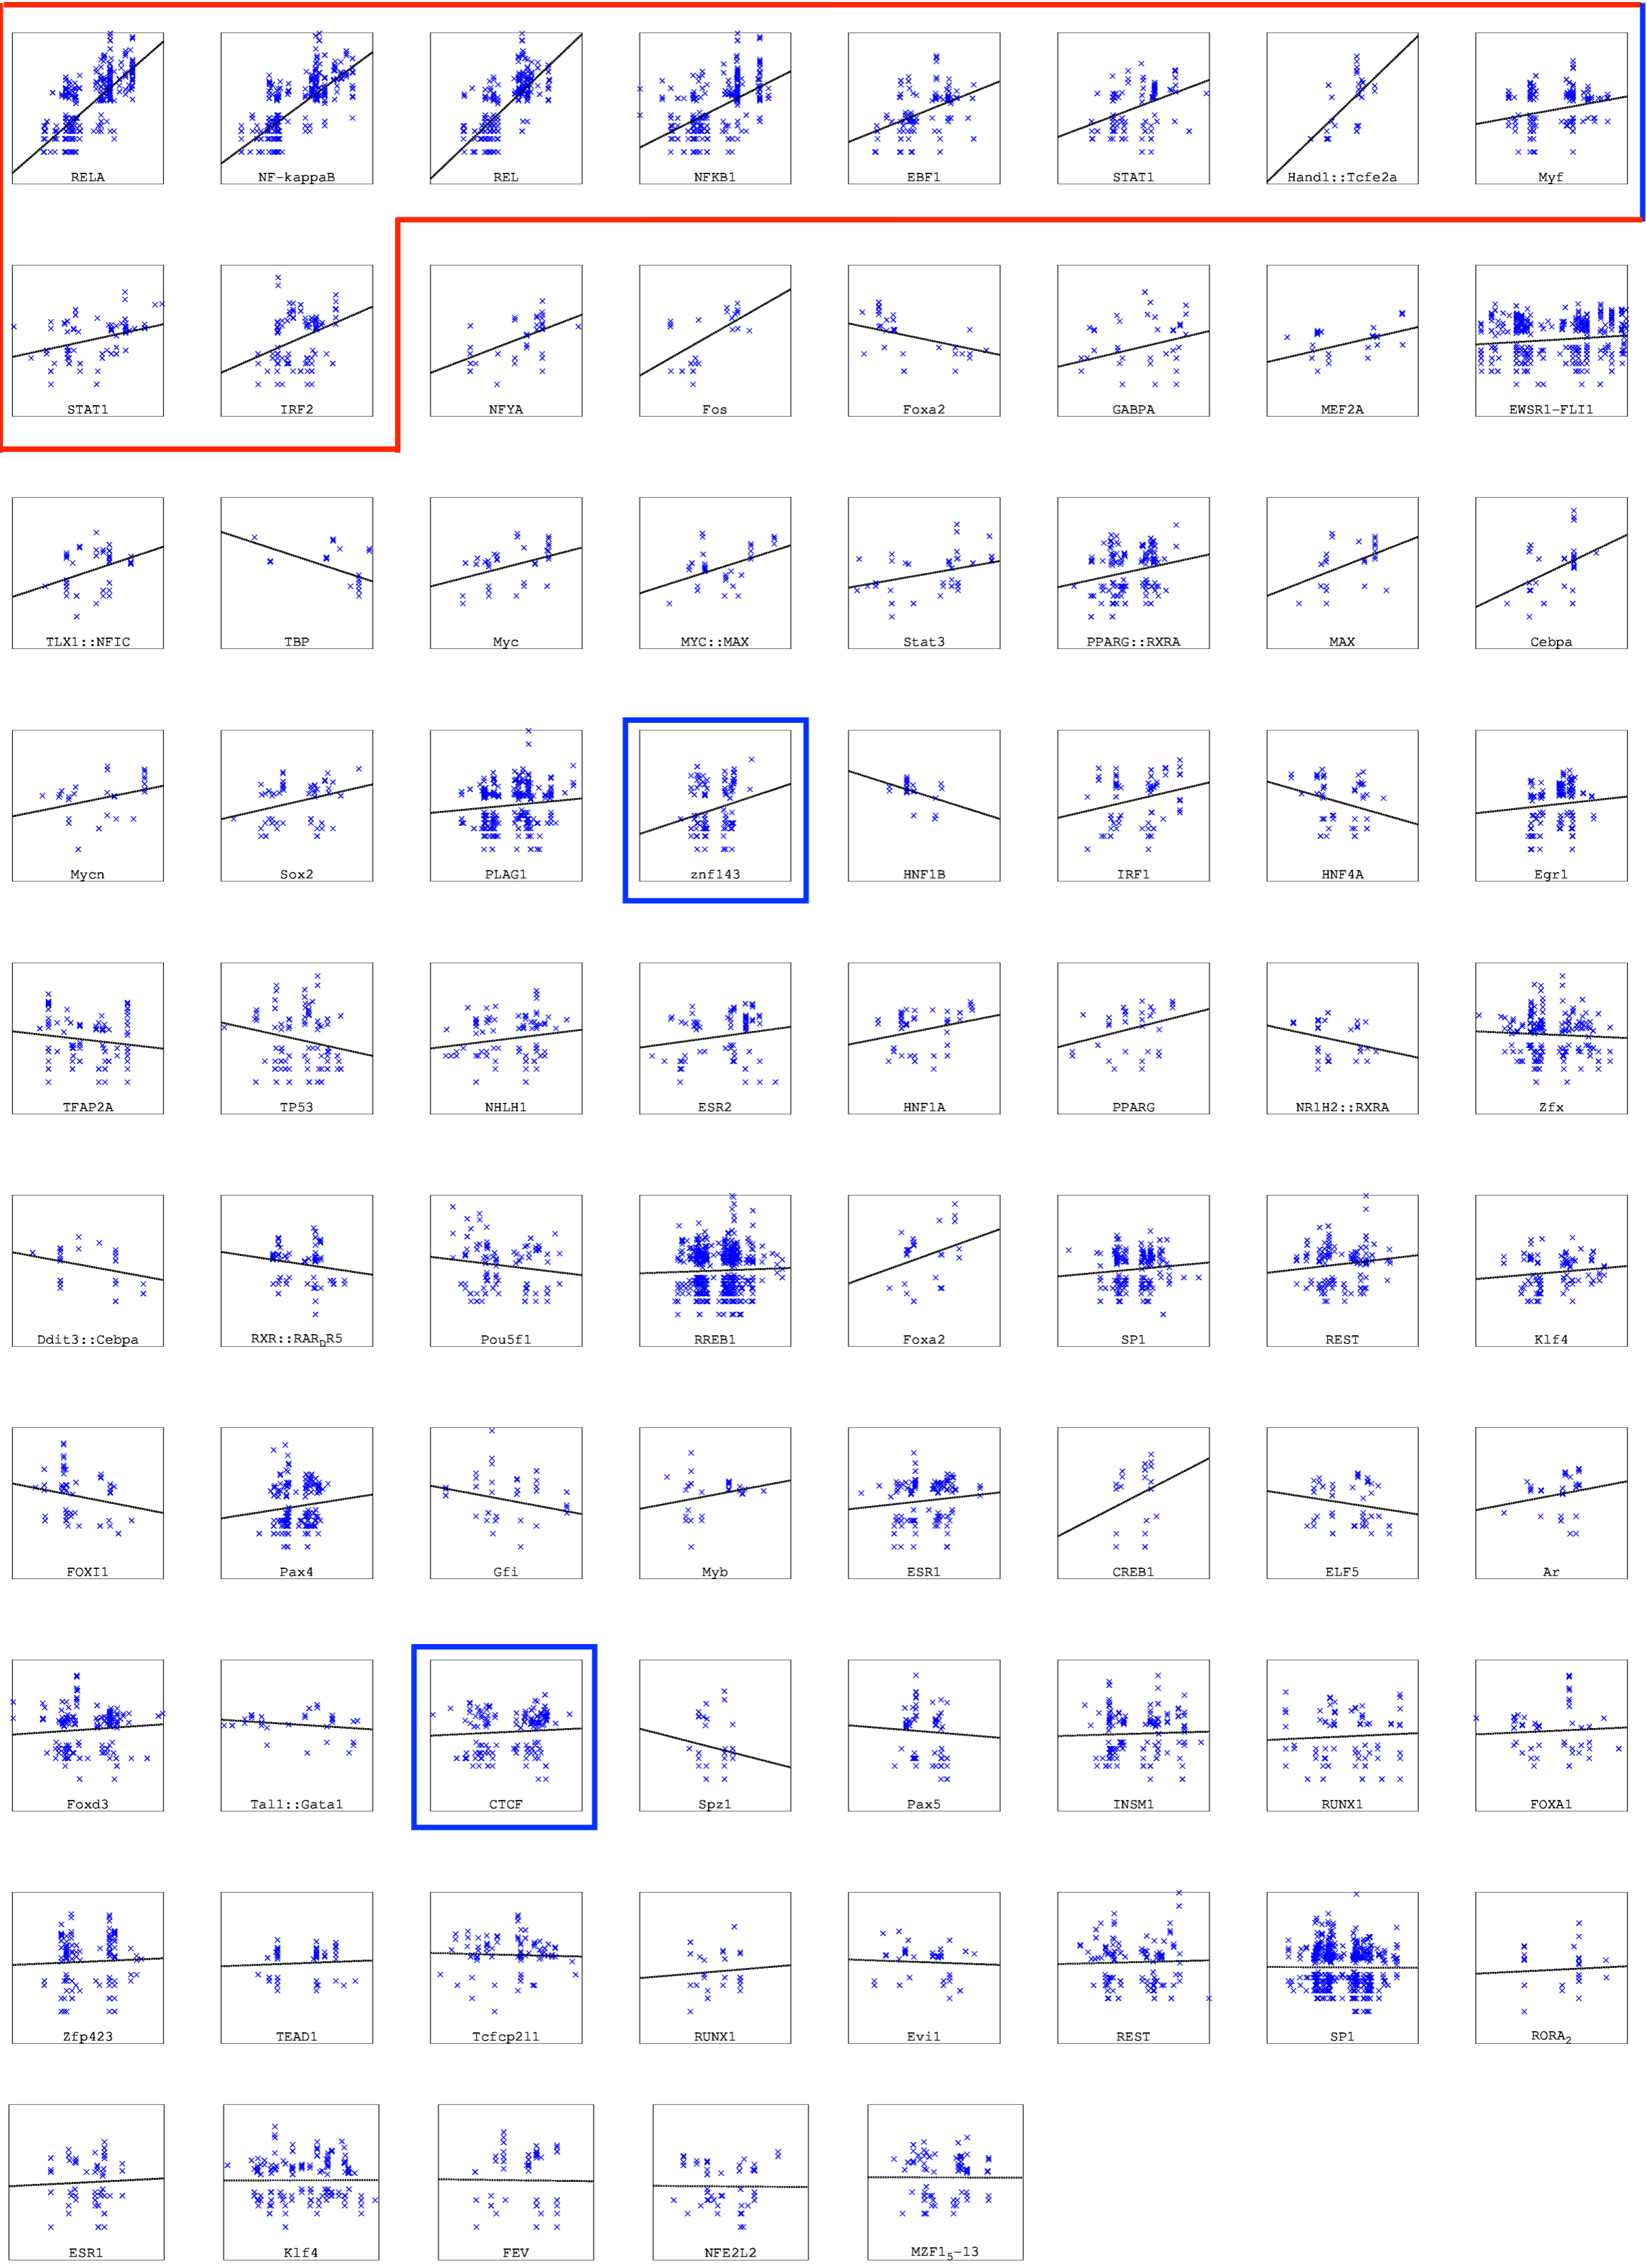 RELA NF-kappaB REL NFKB1 EBF1 STAT1 Hand1::Tcfe2a Myf
STAT1 IRF2 NFYA Fos Foxa2 GABPA MEF2A EWSR1-FLI1
TLX1::NFIC TBP Myc MYC::MAX Stat3 PPARG::RXRA MAX Cebpa
Mycn Sox2 PLAG1 znf143 HNF1B IRF1 HNF4A Egr1
TFAP2A TP53 NHLH1 ESR2 HNF1A PPARG NR1H2::RXRA Zfx
Ddit3::Cebpa RXR::RAR_DR5 Pou5f1 RREB1 Foxa2 SP1 REST Klf4
FOXI1 Pax4 Gfi Myb ESR1 CREB1 ELF5 Ar
Foxd3 Tal1::Gata1 CTCF Spz1 Pax5 INSM1 RUNX1 FOXA1
Zfp423 TEAD1 Tcfcp2l1 RUNX1 Evi1 REST SP1 RORA_2
ESR1 Klf4 FEV NFE2L2 MZF1_5-13